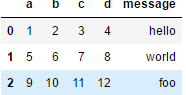 a b c d message
0 1 2 3 4 hello
1 5 6 7 8 world
2 9 10 11 12 foo